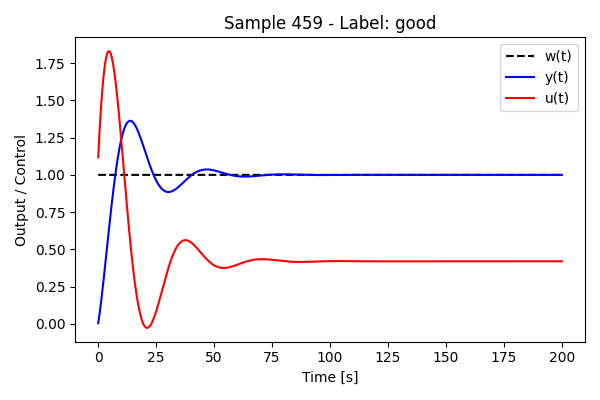 Sample 459 - Label: good
w(t)
y(t)
u(t)
Output / Control
1.75
1.50
1.25
1.00
0.75
0.50
0.25
0.00
0 25 50 75 100 125 150 175 200
Time [s]